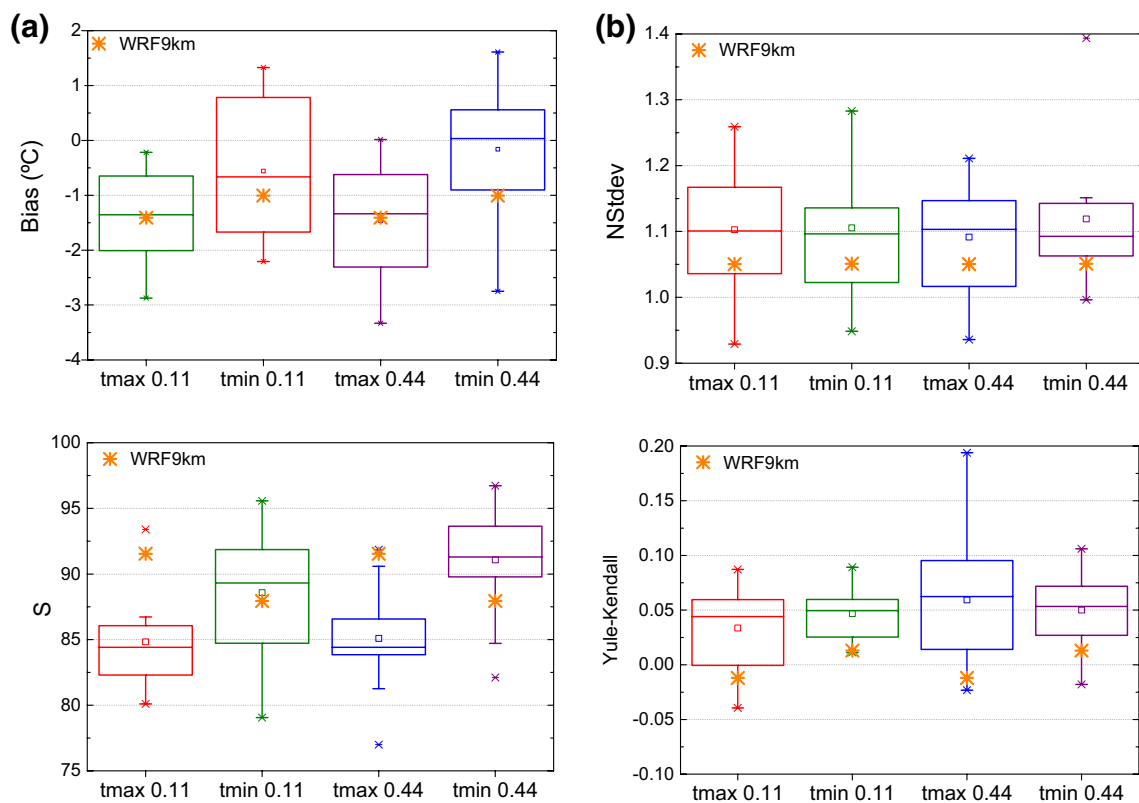 (a)
WRF9km
Bias (ºC)
2
1
0
-1
-2
-3
-4
tmax 0.11 tmin 0.11 tmax 0.44 tmin 0.44
(b)
WRF9km
NStdev
1.4
1.3
1.2
1.1
1.0
0.9
tmax 0.11 tmin 0.11 tmax 0.44 tmin 0.44
WRF9km
S
100
95
90
85
80
75
tmax 0.11 tmin 0.11 tmax 0.44 tmin 0.44
WRF9km
Yule-Kendall
0.20
0.15
0.10
0.05
0.00
-0.05
-0.10
tmax 0.11 tmin 0.11 tmax 0.44 tmin 0.44